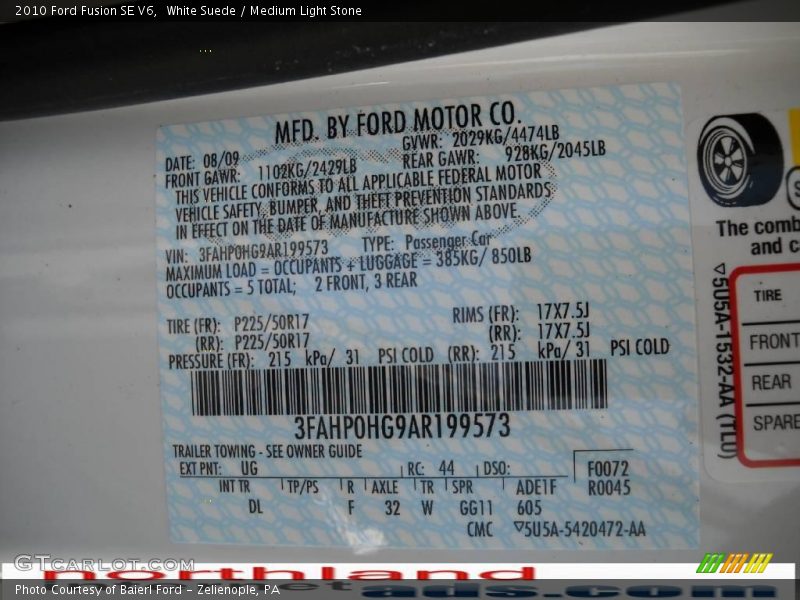 2010 Ford Fusion SE V6,  White Suede / Medium Light Stone
MFD. BY FORD MOTOR CO.
DATE: 08/09 GVWR: 2029KG/4474LB
FRONT GAWR: 1102KG/2429LB REAR GAWR: 928KG/2045LB
THIS VEHICLE CONFORMS TO ALL APPLICABLE FEDERAL MOTOR
VEHICLE SAFETY, BUMPER, AND THEFT PREVENTION STANDARDS
IN EFFECT ON THE DATE OF MANUFACTURE SHOWN ABOVE.
VIN: 3FAHP0HG9AR199573 TYPE: Passenger Car
MAXIMUM LOAD = OCCUPANTS + LUGGAGE = 385KG/ 850LB
OCCUPANTS = 5 TOTAL; 2 FRONT, 3 REAR
TIRE (FR): P225/50R17 RIMS (FR): 17X7.5J
(RR): P225/50R17 (RR): 17X7.5J
PRESSURE (FR): 215 kPa/ 31 PSI COLD (RR): 215 kPa/ 31 PSI COLD
3FAHP0HG9AR199573
TRAILER TOWING - SEE OWNER GUIDE
EXT PNT: UG RC: 44 DSO: F0072
INT TR TP/PS R AXLE TR SPR ADE1F R0045
DL F 32 W GG11 605
CMC ▽5U5A-5420472-AA
The comb
and c
▽5U5A-1532-AA (TL0)
TIRE
FRONT
REAR
SPARE
GTcarlot.com
northland
Photo Courtesy of Baierl Ford – Zelienople, PA